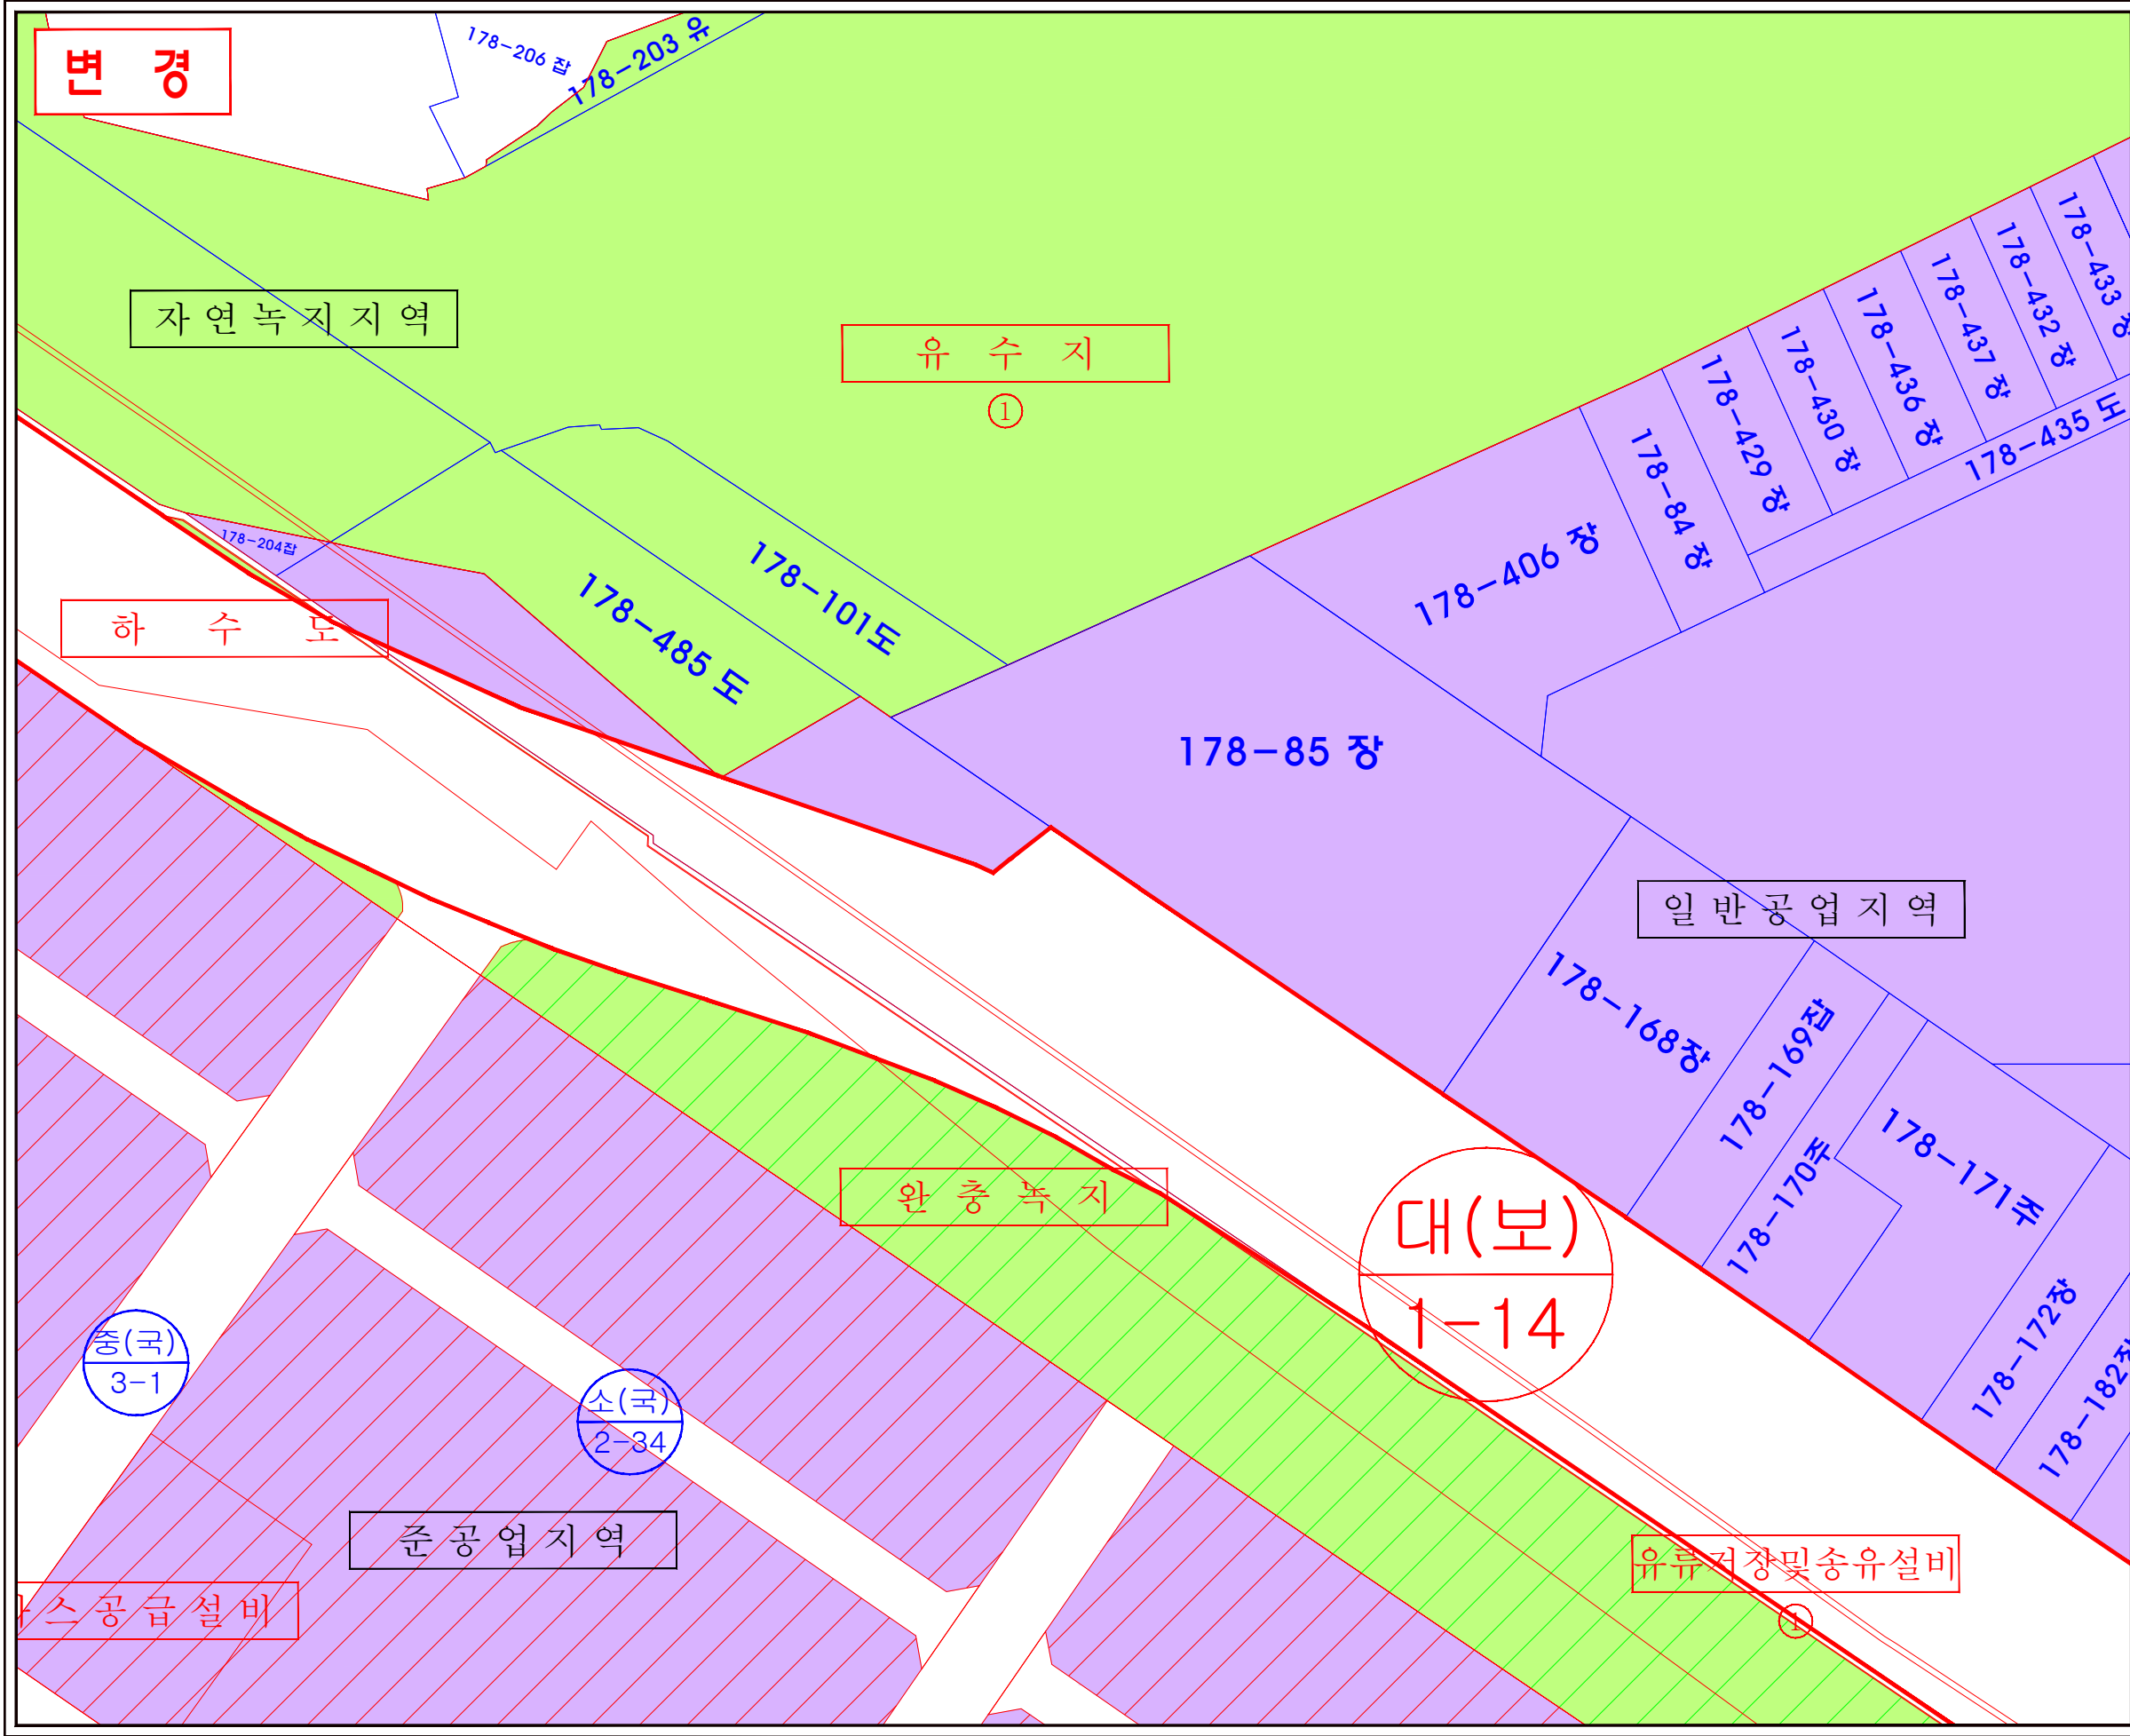 변 경
178-206 잡
178-203 유
자연녹지지역
유 수 지
①
178-433 장
178-432 장
178-437 장
178-436 장
178-430 장
178-429 장
178-84 장
178-435 도
178-406 장
178-204잡
178-101도
178-485 도
하 수 도
178-85 장
일반공업지역
178-168장
178-169잡
178-170주
178-171주
178-172장
178-182장
완충녹지
대(보)
1-14
중(국)
3-1
소(국)
2-34
준공업지역
유류저장및송유설비
①
스공급설비